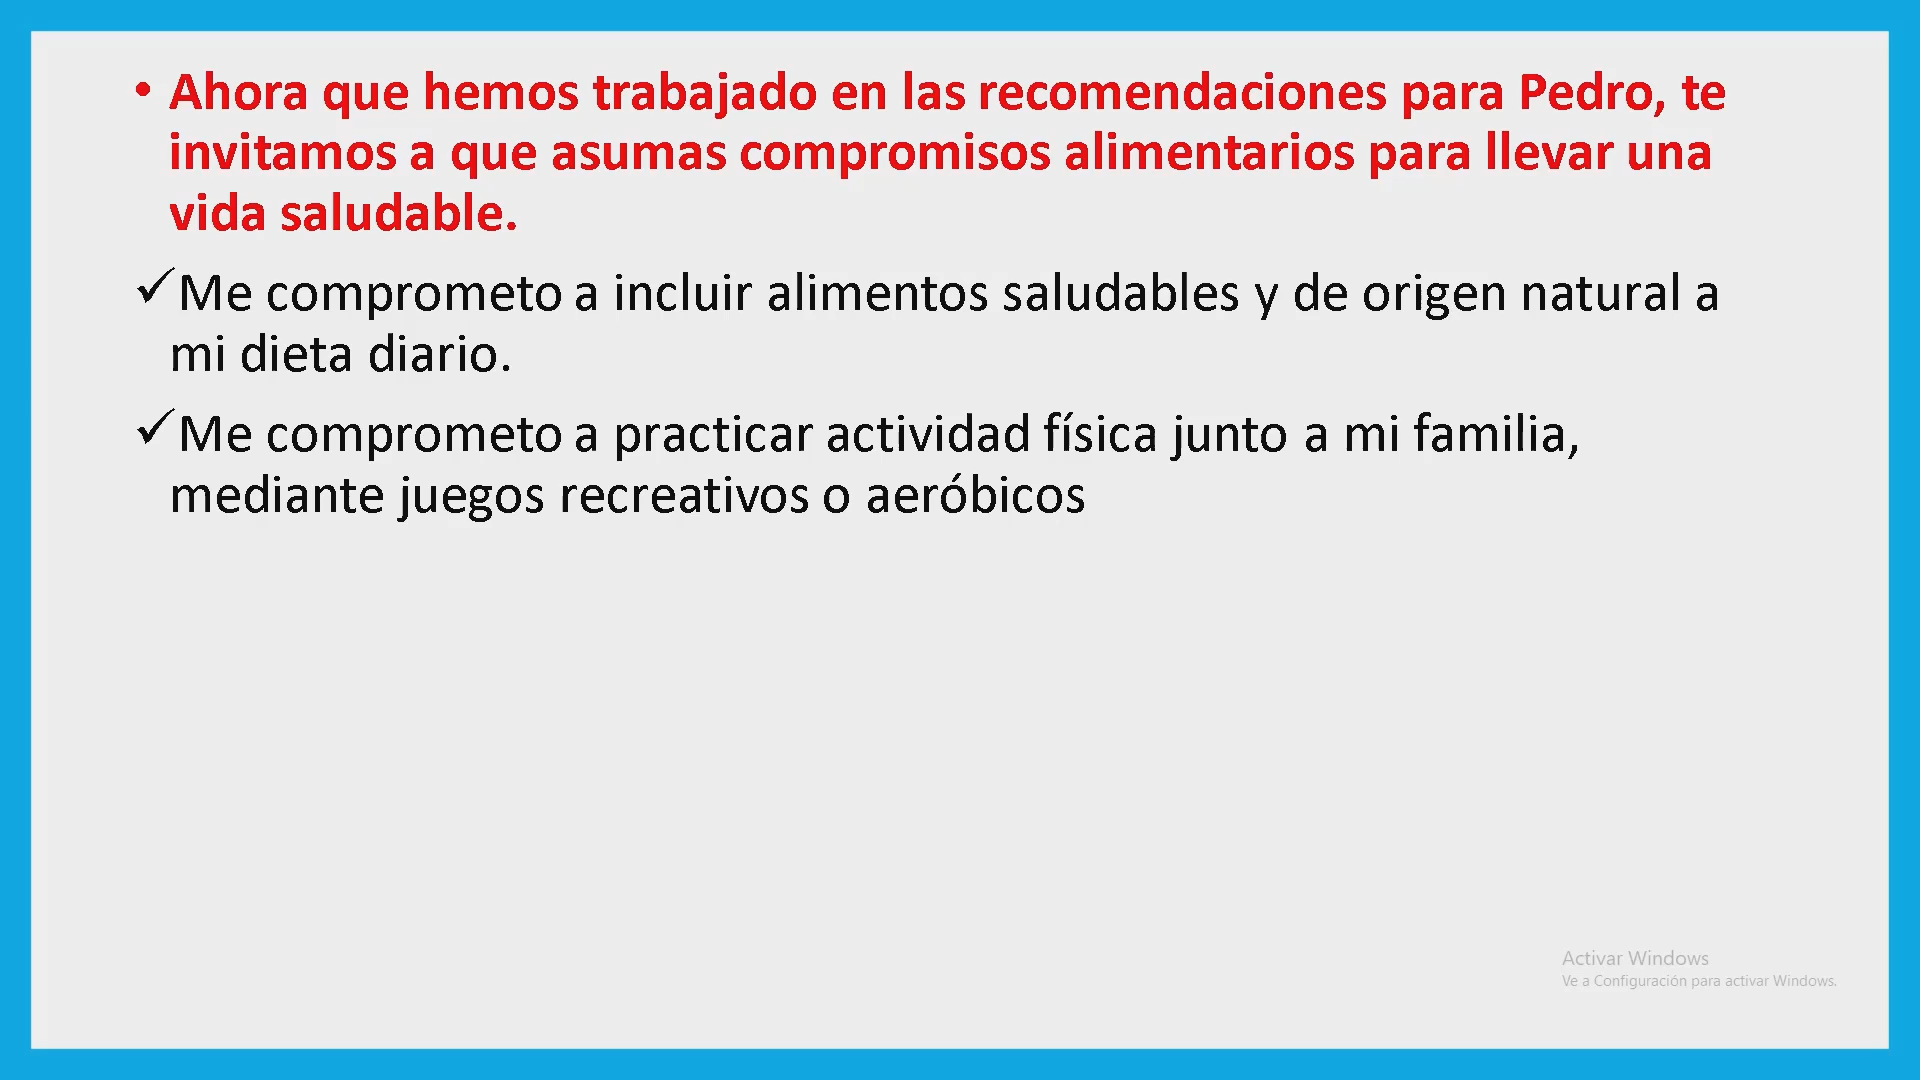 • Ahora que hemos trabajado en las recomendaciones para Pedro, te
invitamos a que asumas compromisos alimentarios para llevar una
vida saludable.
✓Me comprometo a incluir alimentos saludables y de origen natural a
mi dieta diario.
✓Me comprometo a practicar actividad física junto a mi familia,
mediante juegos recreativos o aeróbicos
Activar Windows
Ve a Configuración para activar Windows.